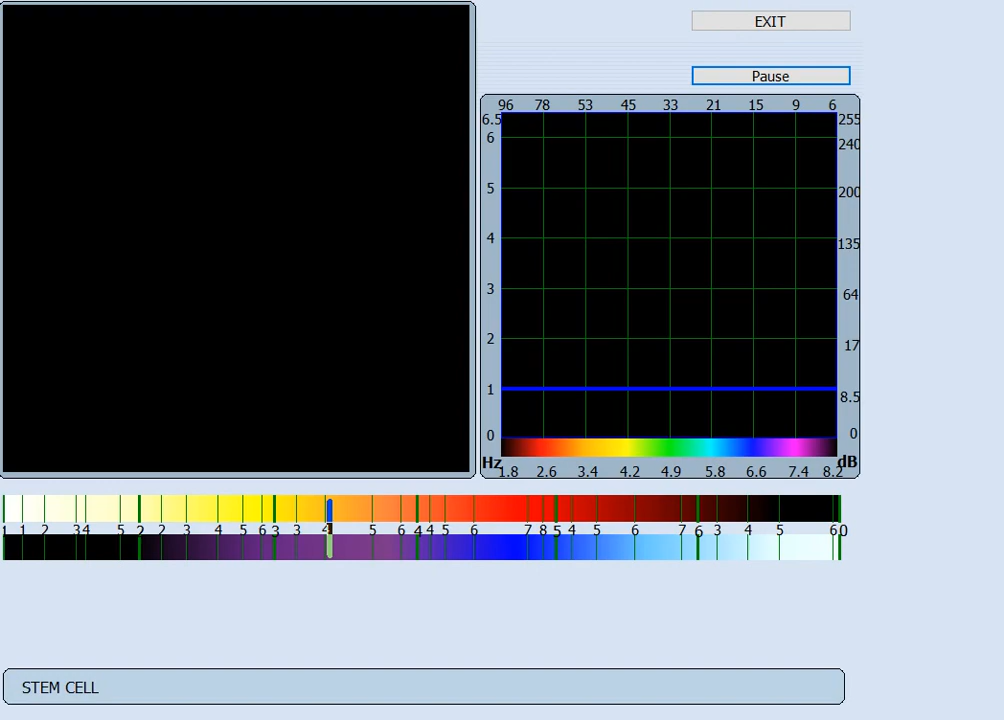 EXIT
Pause
96 78 53 45 33 21 15 9 6
6.5 255
6 240
5 200
4 135
3 64
2 17
1 8.5
0 0
Hz dB
1.8 2.6 3.4 4.2 4.9 5.8 6.6 7.4 8.2
1 1 2 3 4 5 2 2 3 4 5 6 3 3 4 5 6 4 4 5 6 7 8 5 4 5 6 7 6 3 4 5 6 0
STEM CELL